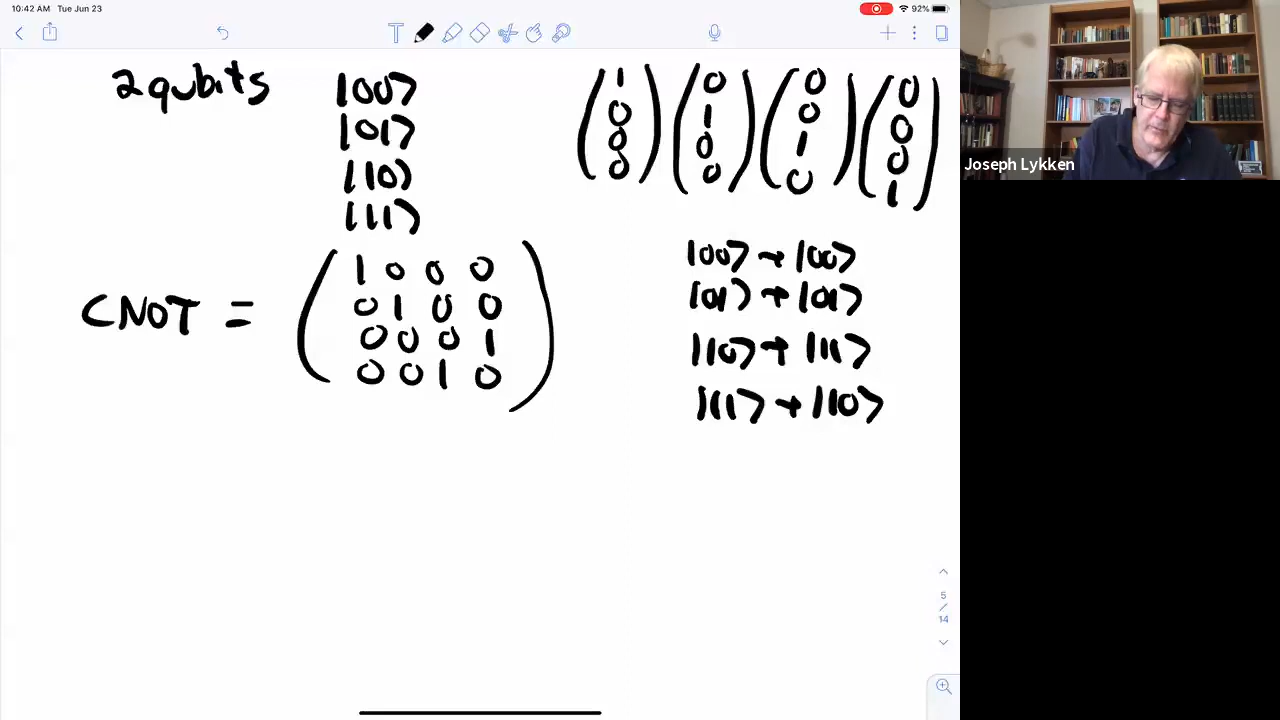 10:42 AM Tue Jun 23
92%
T
2 qubits
|00⟩
|01⟩
|10⟩
|11⟩
(1 0 0 0) (0 1 0 0) (0 0 1 0) (0 0 0 1)
CNOT =
1 0 0 0
0 1 0 0
0 0 0 1
0 0 1 0
|00⟩→|00⟩
|01⟩→|01⟩
|10⟩→|11⟩
|11⟩→|10⟩
5
/
14
Joseph Lykken